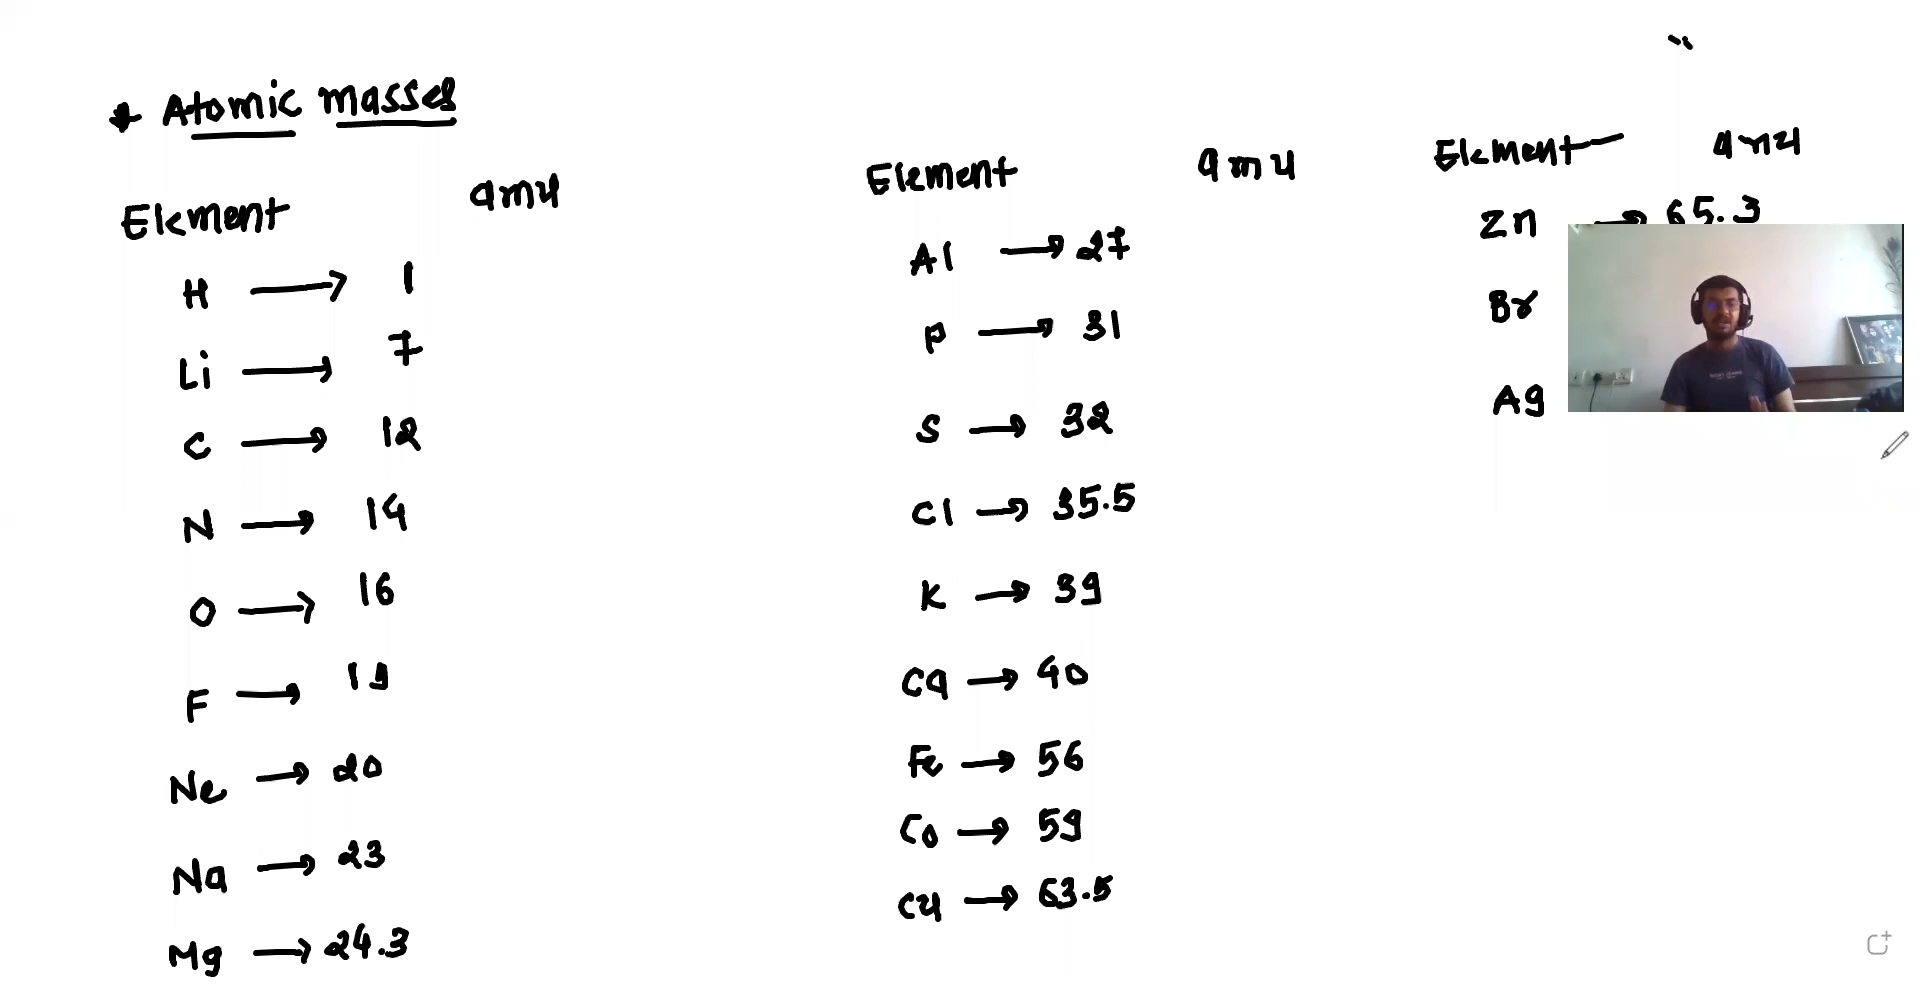 * Atomic masses
Element amu
H → 1
Li → 7
C → 12
N → 14
O → 16
F → 19
Ne → 20
Na → 23
Mg → 24.3
Element amu
Al → 27
P → 31
S → 32
Cl → 35.5
K → 39
Ca → 40
Fe → 56
Co → 59
Cu → 63.5
Element amu
Zn → 65.3
Br
Ag